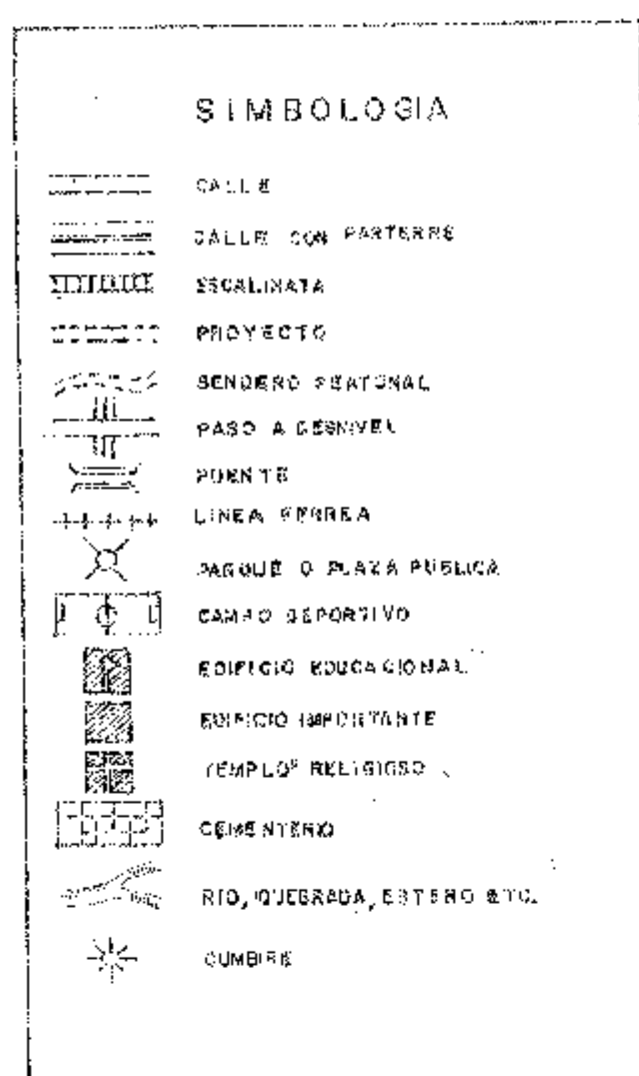 SIMBOLOGIA
CALLE
CALLE CON PARTERRE
ESCALINATA
PROYECTO
SENDERO PEATONAL
PASO A DESNIVEL
PUENTE
LINEA FERREA
PARQUE O PLAZA PUBLICA
CAMPO DEPORTIVO
EDIFICIO EDUCACIONAL
EDIFICIO IMPORTANTE
TEMPLO RELIGIOSO
CEMENTERIO
RIO, QUEBRADA, ESTERO ETC.
CUMBRE